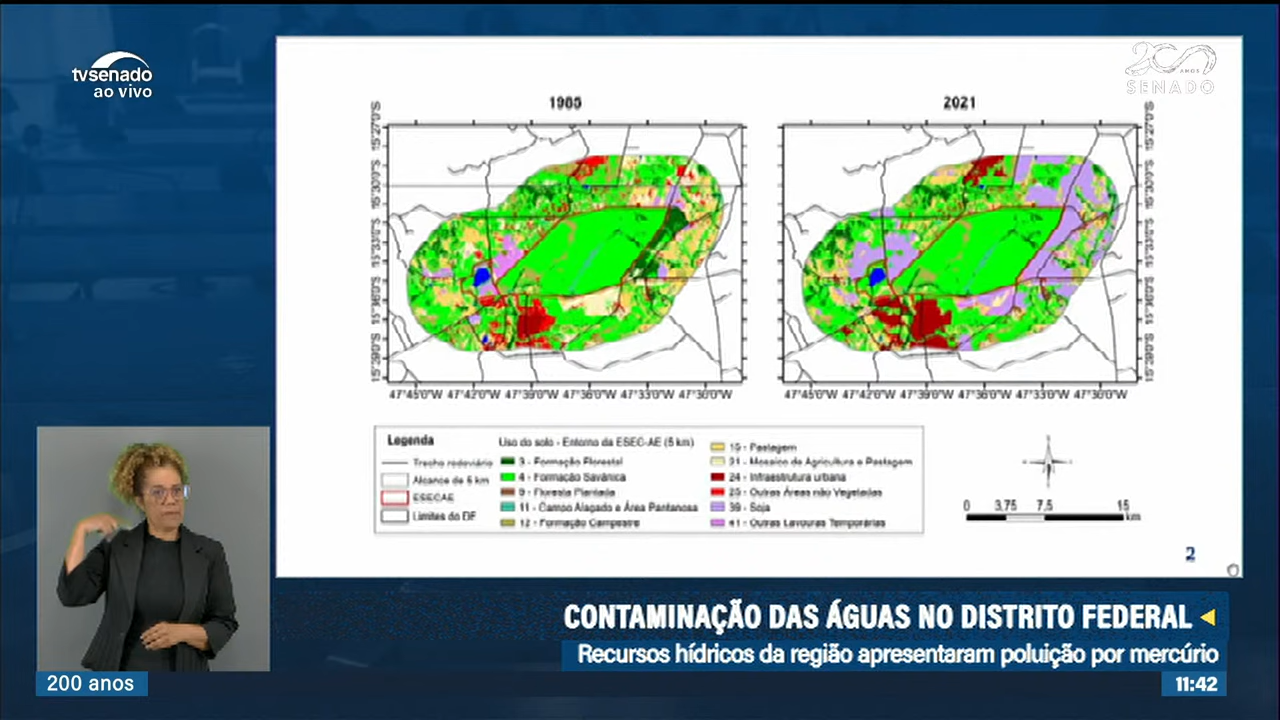 tvsenado
ao vivo
200 ANOS
SENADO
1985
2021
15°27'0"S
15°30'0"S
15°33'0"S
15°27'0"S
15°30'0"S
15°33'0"S
47°45'0"W 47°42'0"W 47°39'0"W 47°36'0"W 47°33'0"W 47°30'0"W
47°45'0"W 47°42'0"W 47°39'0"W 47°36'0"W 47°33'0"W 47°30'0"W
Legenda
Trecho rodoviário
Alcance de 5 km
ESECAE
Limites do DF
Uso do solo - Entorno da ESEC-AE (5 km)
3 - Formação Florestal
4 - Formação Savânica
9 - Floresta Plantada
11 - Campo Alagado e Área Pantanosa
12 - Formação Campestre
15 - Pastagem
21 - Mosaico de Agricultura e Pastagem
24 - Infraestrutura urbana
25 - Outras Áreas não Vegetadas
39 - Soja
41 - Outras Lavouras Temporárias
0 3,75 7,5 15
km
2
CONTAMINAÇÃO DAS ÁGUAS NO DISTRITO FEDERAL
Recursos hídricos da região apresentaram poluição por mercúrio
200 anos
11:42